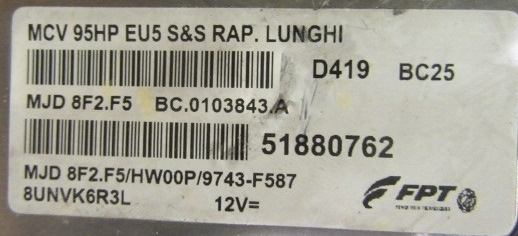 MCV 95HP EU5 S&S RAP. LUNGHI
D419 BC25
MJD 8F2.F5 BC.0103843.A
51880762
MJD 8F2.F5/HW00P/9743-F587
8UNVK6R3L 12V= FPT